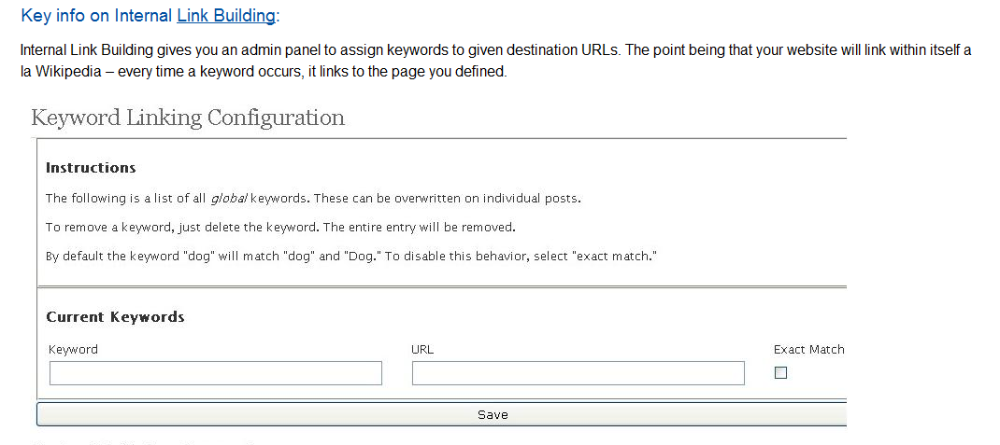 Key info on Internal Link Building:
Internal Link Building gives you an admin panel to assign keywords to given destination URLs. The point being that your website will link within itself a
la Wikipedia – every time a keyword occurs, it links to the page you defined.
Keyword Linking Configuration
Instructions
The following is a list of all global keywords. These can be overwritten on individual posts.
To remove a keyword, just delete the keyword. The entire entry will be removed.
By default the keyword "dog" will match "dog" and "Dog." To disable this behavior, select "exact match."
Current Keywords
Keyword URL Exact Match
Save